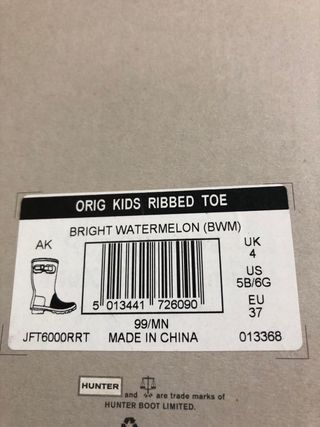 ORIG KIDS RIBBED TOE
BRIGHT WATERMELON (BWM)
AK
UK
4
US
5B/6G
EU
37
5 013441 726090
99/MN
JFT6000RRT
MADE IN CHINA
013368
HUNTER and are trade marks of
HUNTER BOOT LIMITED.